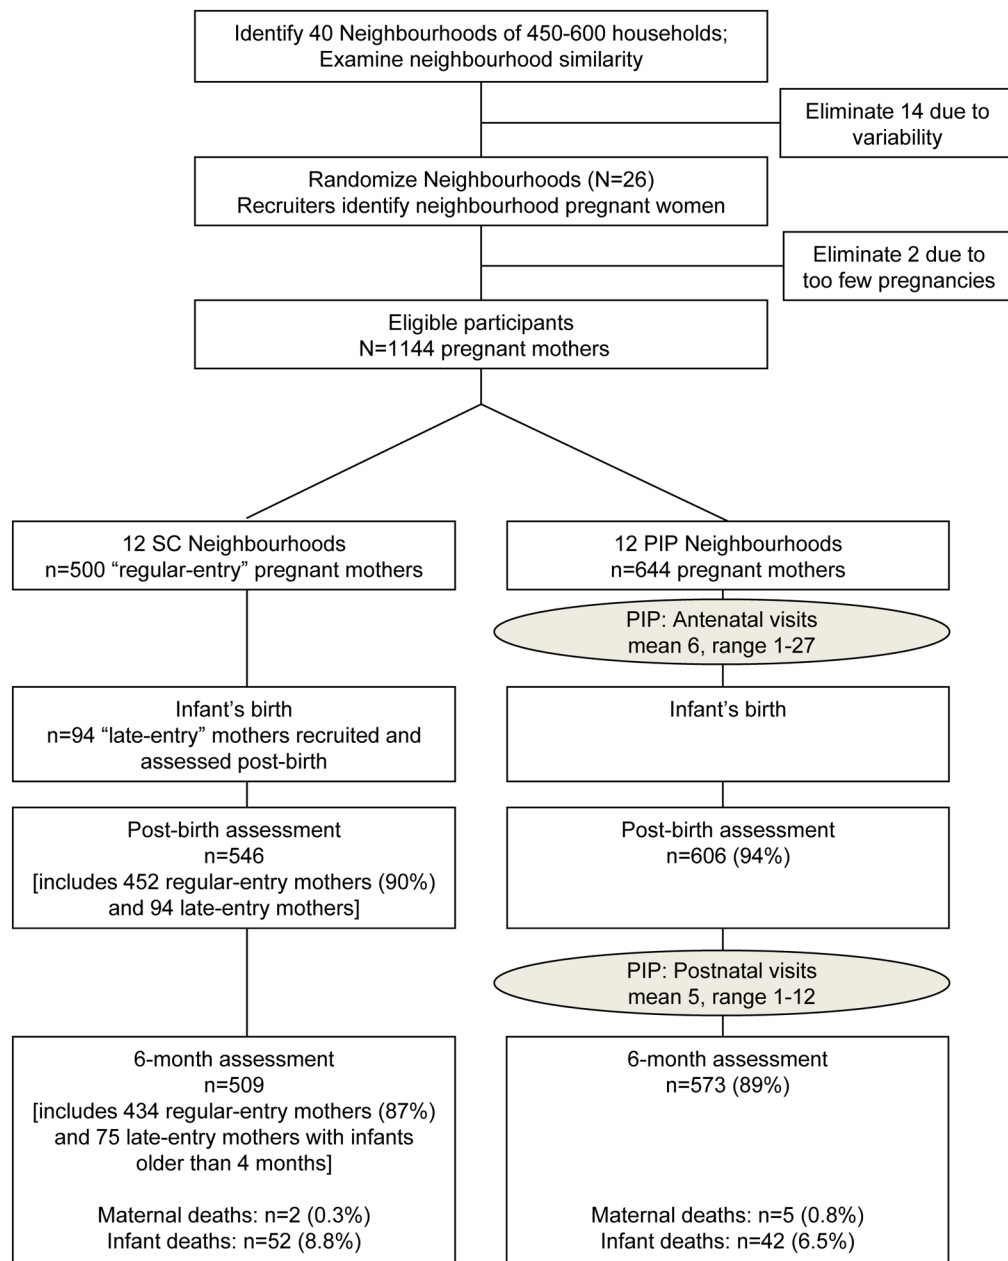 Identify 40 Neighbourhoods of 450-600 households;
Examine neighbourhood similarity
Eliminate 14 due to
variability
Randomize Neighbourhoods (N=26)
Recruiters identify neighbourhood pregnant women
Eliminate 2 due to
too few pregnancies
Eligible participants
N=1144 pregnant mothers
12 SC Neighbourhoods
n=500 “regular-entry” pregnant mothers
12 PIP Neighbourhoods
n=644 pregnant mothers
PIP: Antenatal visits
mean 6, range 1-27
Infant’s birth
n=94 “late-entry” mothers recruited and
assessed post-birth
Infant’s birth
Post-birth assessment
n=546
[includes 452 regular-entry mothers (90%)
and 94 late-entry mothers]
Post-birth assessment
n=606 (94%)
PIP: Postnatal visits
mean 5, range 1-12
6-month assessment
n=509
[includes 434 regular-entry mothers (87%)
and 75 late-entry mothers with infants
older than 4 months]
Maternal deaths: n=2 (0.3%)
Infant deaths: n=52 (8.8%)
6-month assessment
n=573 (89%)
Maternal deaths: n=5 (0.8%)
Infant deaths: n=42 (6.5%)